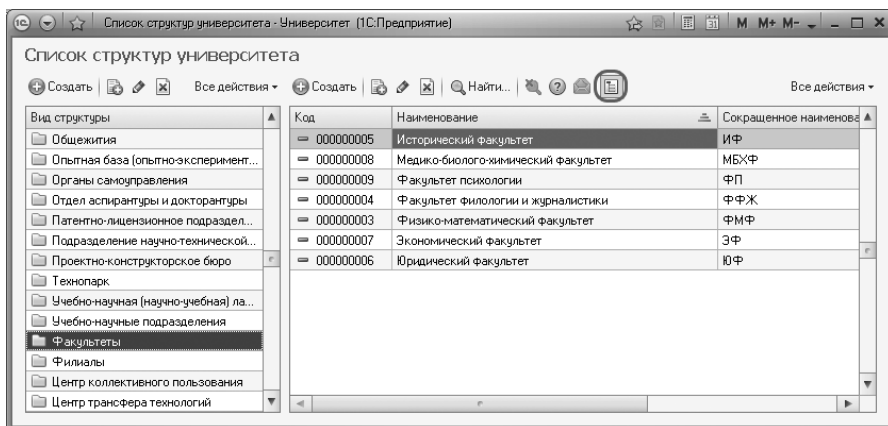 Список структур университета - Университет (1С:Предприятие)
M M+ M-
Список структур университета
Создать Все действия
Создать Найти... Все действия
Вид структуры
Общежития
Опытная база (опытно-эксперимент...
Органы самоуправления
Отдел аспирантуры и докторантуры
Патентно-лицензионное подраздел...
Подразделение научно-технической...
Проектно-конструкторское бюро
Технопарк
Учебно-научная (научно-учебная) ла...
Учебно-научные подразделения
Факультеты
Филиалы
Центр коллективного пользования
Центр трансфера технологий
Код Наименование Сокращенное наименова
000000005 Исторический факультет ИФ
000000008 Медико-биолого-химический факультет МБХФ
000000009 Факультет психологии ФП
000000004 Факультет филологии и журналистики ФФЖ
000000003 Физико-математический факультет ФМФ
000000007 Экономический факультет ЭФ
000000006 Юридический факультет ЮФ